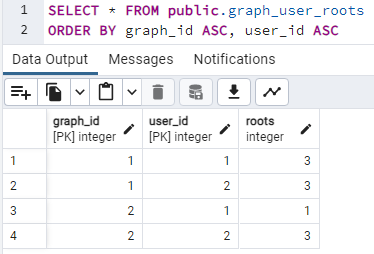 1 SELECT * FROM public.graph_user_roots
2 ORDER BY graph_id ASC, user_id ASC
Data Output Messages Notifications
graph_id user_id roots
[PK] integer [PK] integer integer
1 1 1 3
2 1 2 3
3 2 1 1
4 2 2 3